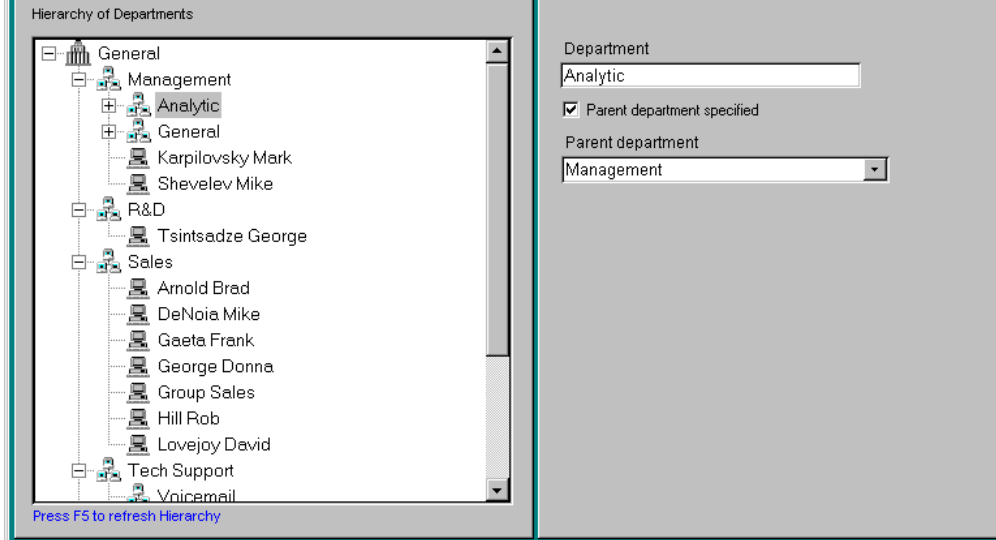 Hierarchy of Departments
General
Management
Analytic
General
Karpilovsky Mark
Shevelev Mike
R&D
Tsintsadze George
Sales
Arnold Brad
DeNoia Mike
Gaeta Frank
George Donna
Group Sales
Hill Rob
Lovejoy David
Tech Support
Voicemail
Press F5 to refresh Hierarchy
Department
Analytic
Parent department specified
Parent department
Management